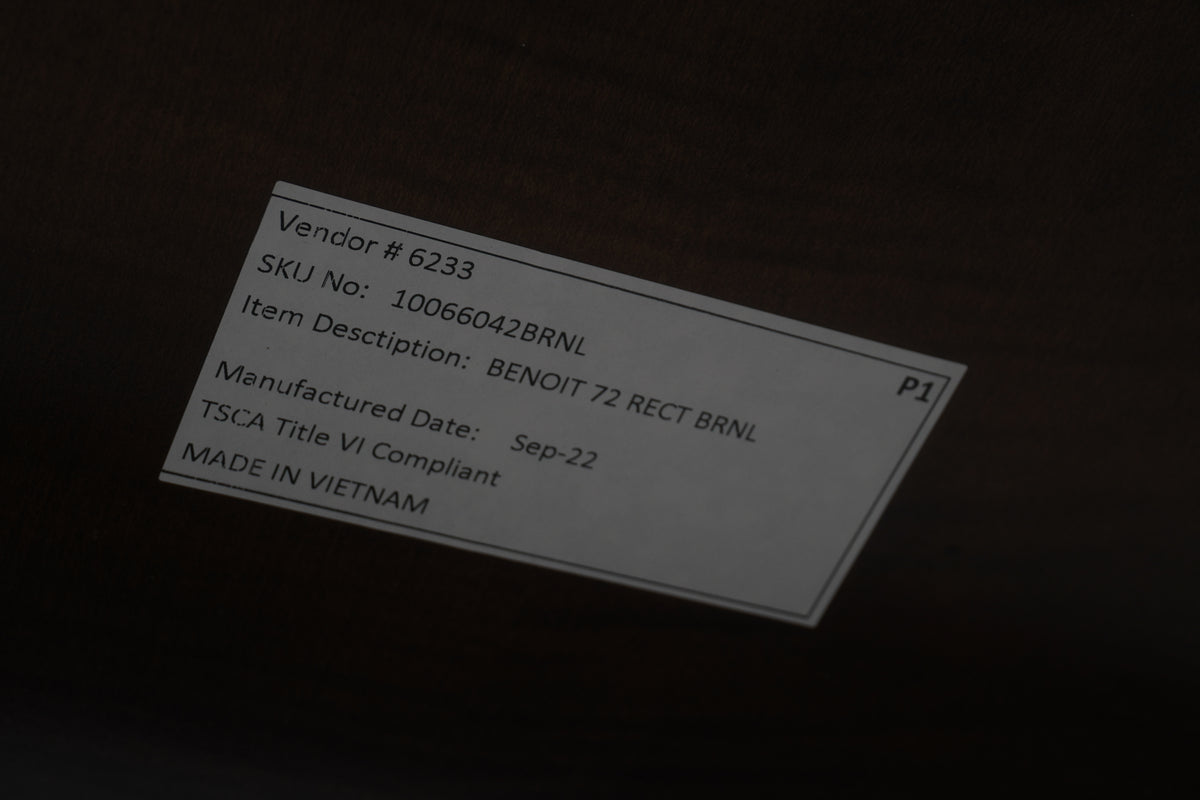 Vendor # 6233
SKU No: 10066042BRNL
Item Desctiption: BENOIT 72 RECT BRNL
P1
Manufactured Date: Sep-22
TSCA Title VI Compliant
MADE IN VIETNAM